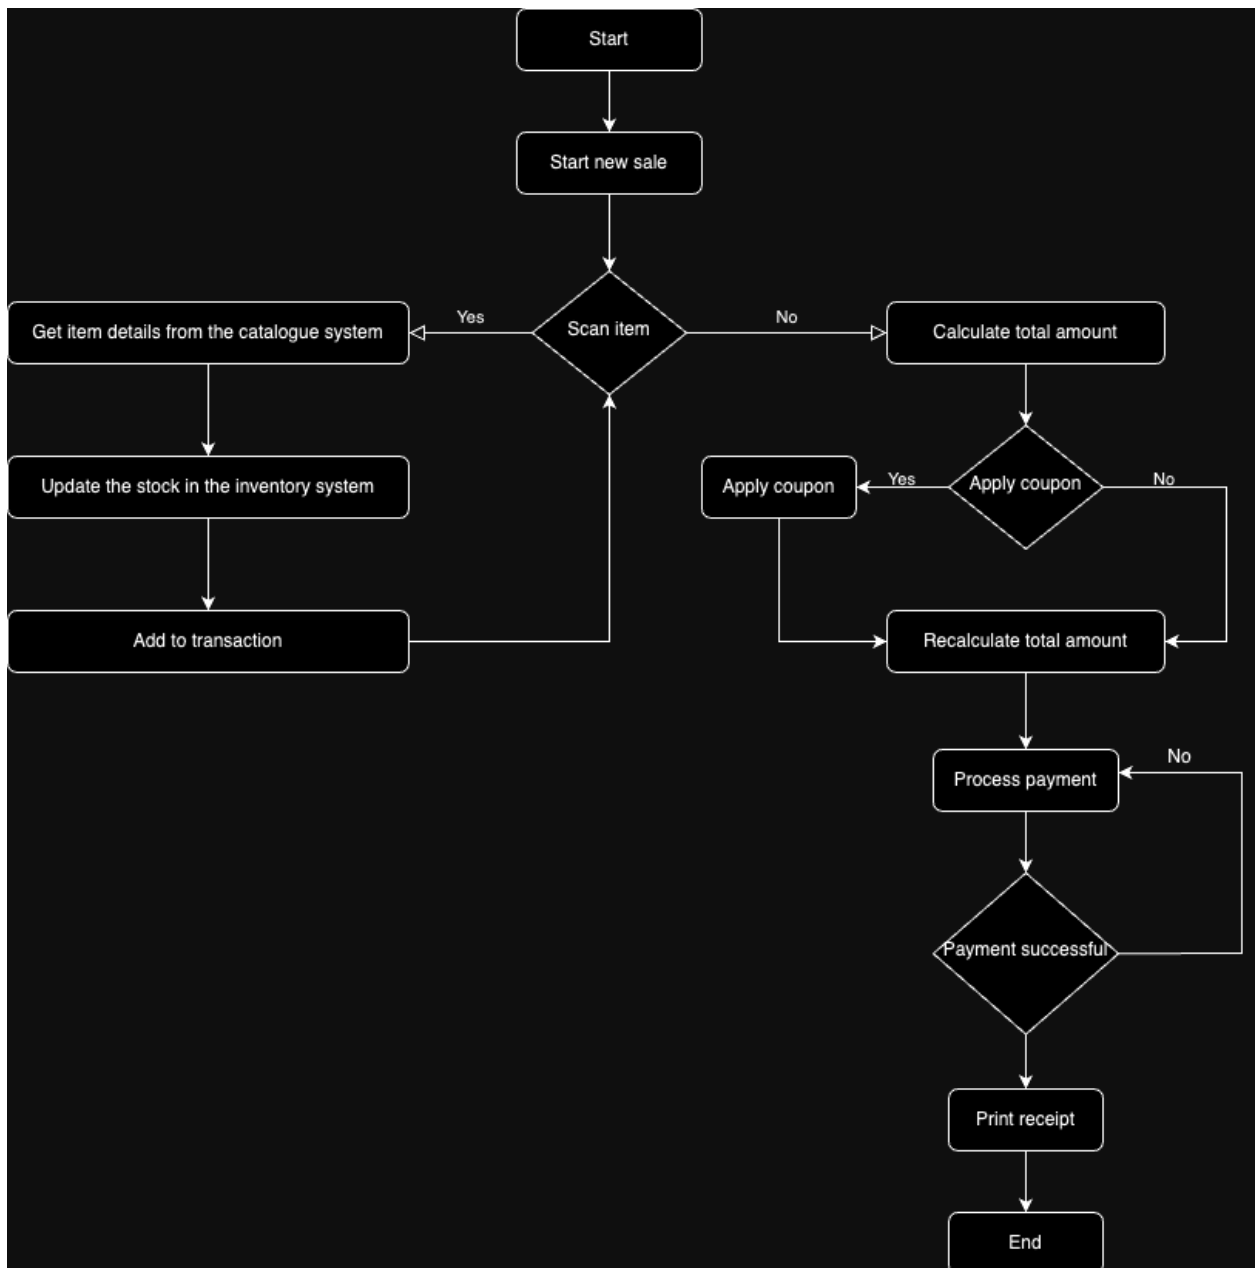 Start
Start new sale
Scan item
Yes
No
Get item details from the catalogue system
Calculate total amount
Update the stock in the inventory system
Apply coupon
Yes
Apply coupon
No
Add to transaction
Recalculate total amount
Process payment
No
Payment successful
Print receipt
End